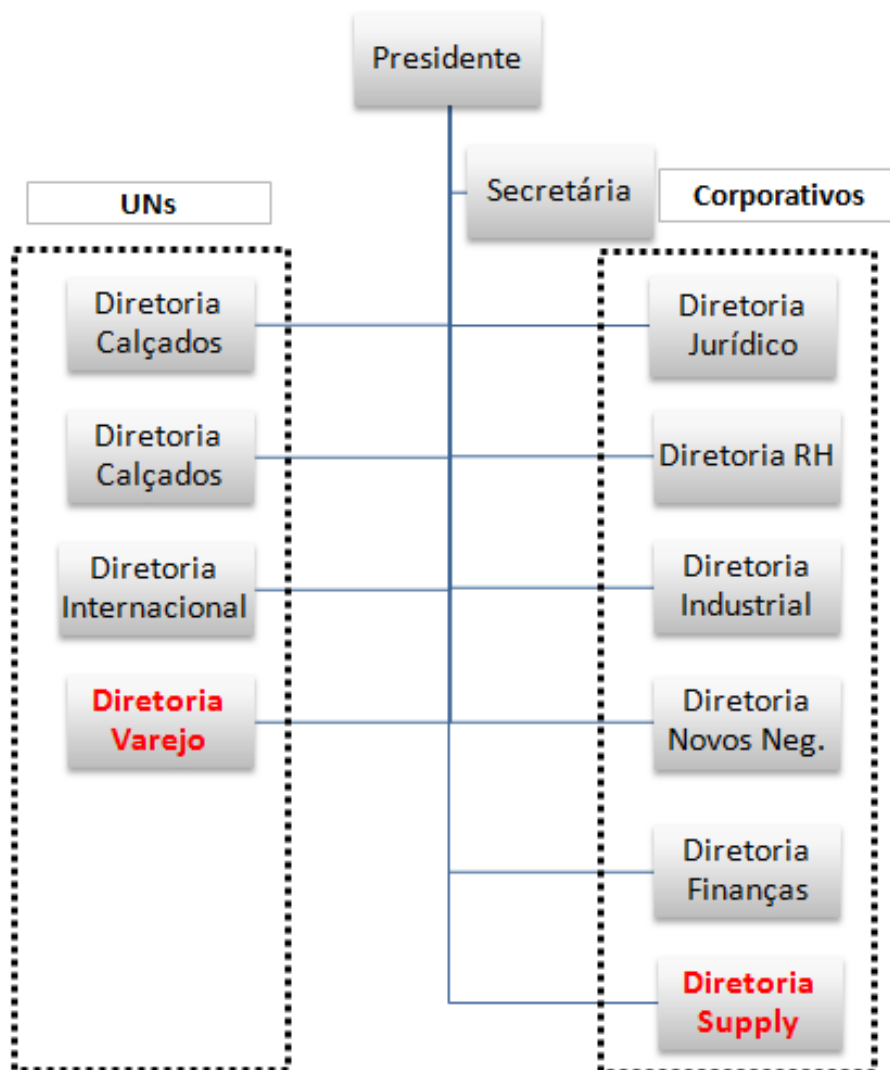 Presidente
Secretária
UNs
Corporativos
Diretoria
Calçados
Diretoria
Calçados
Diretoria
Internacional
Diretoria
Varejo
Diretoria
Jurídico
Diretoria RH
Diretoria
Industrial
Diretoria
Novos Neg.
Diretoria
Finanças
Diretoria
Supply